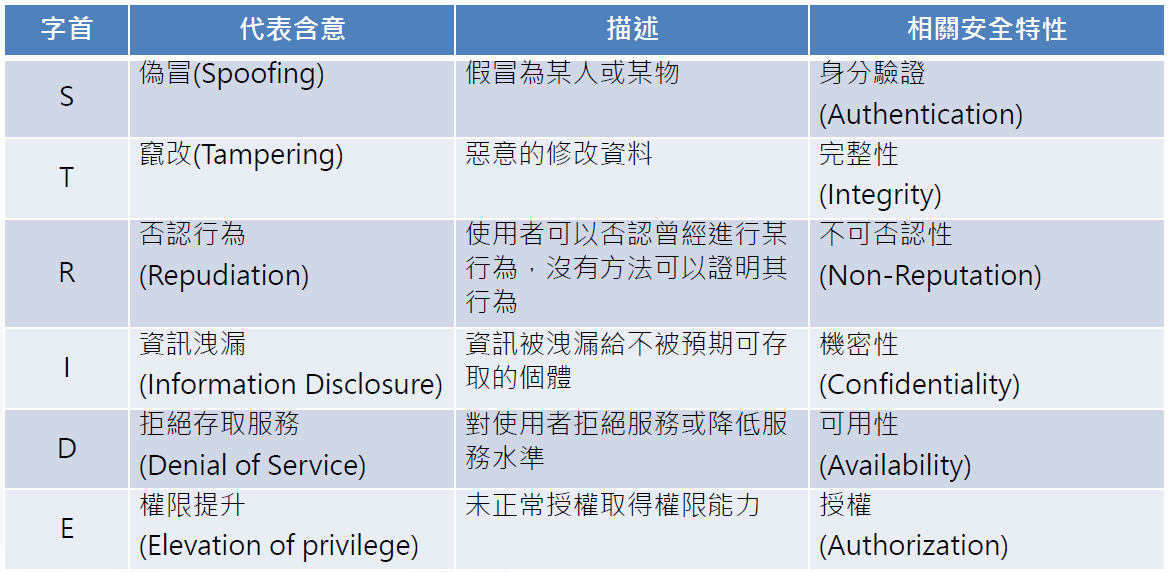 字首 代表含意 描述 相關安全特性
S 偽冒(Spoofing) 假冒為某人或某物 身分驗證
(Authentication)
T 竄改(Tampering) 惡意的修改資料 完整性
(Integrity)
R 否認行為
(Repudiation) 使用者可以否認曾經進行某
行為，沒有方法可以證明其
行為 不可否認性
(Non-Reputation)
I 資訊洩漏
(Information Disclosure) 資訊被洩漏給不被預期可存
取的個體 機密性
(Confidentiality)
D 拒絕存取服務
(Denial of Service) 對使用者拒絕服務或降低服
務水準 可用性
(Availability)
E 權限提升
(Elevation of privilege) 未正常授權取得權限能力 授權
(Authorization)